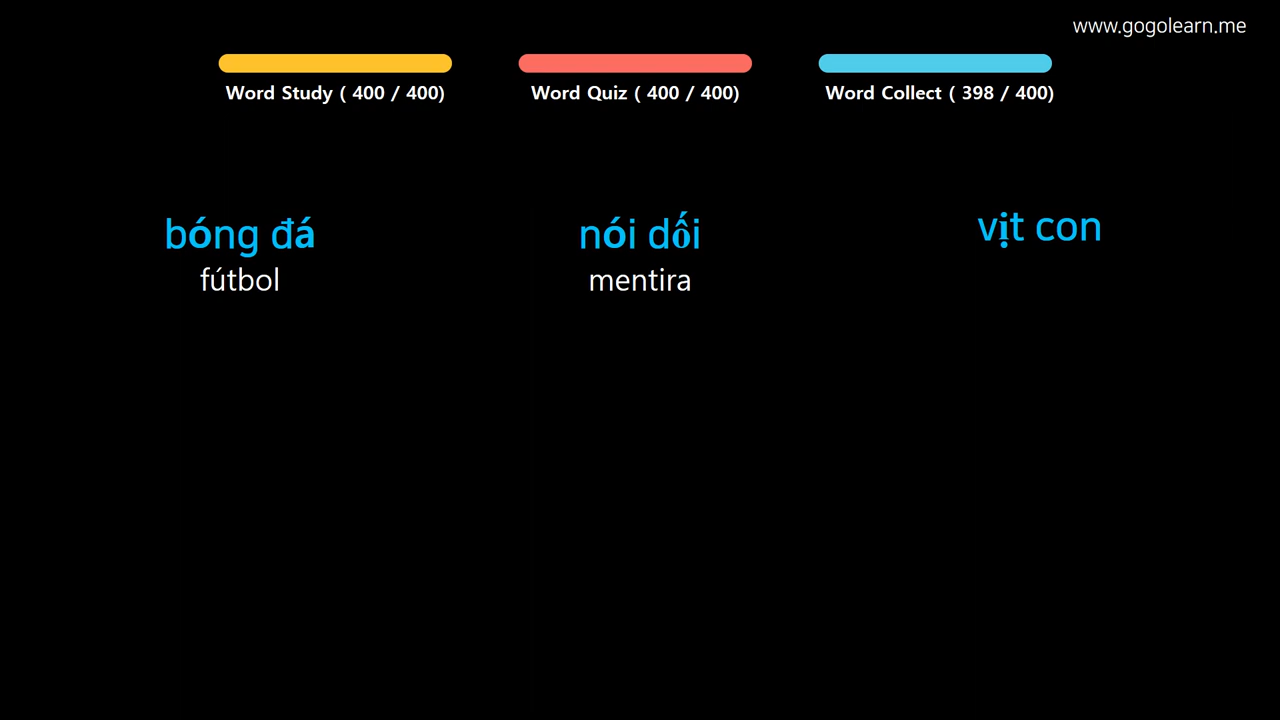 www.gogolearn.me
Word Study ( 400 / 400)
Word Quiz ( 400 / 400)
Word Collect ( 398 / 400)
bóng đá
fútbol
nói dối
mentira
vịt con